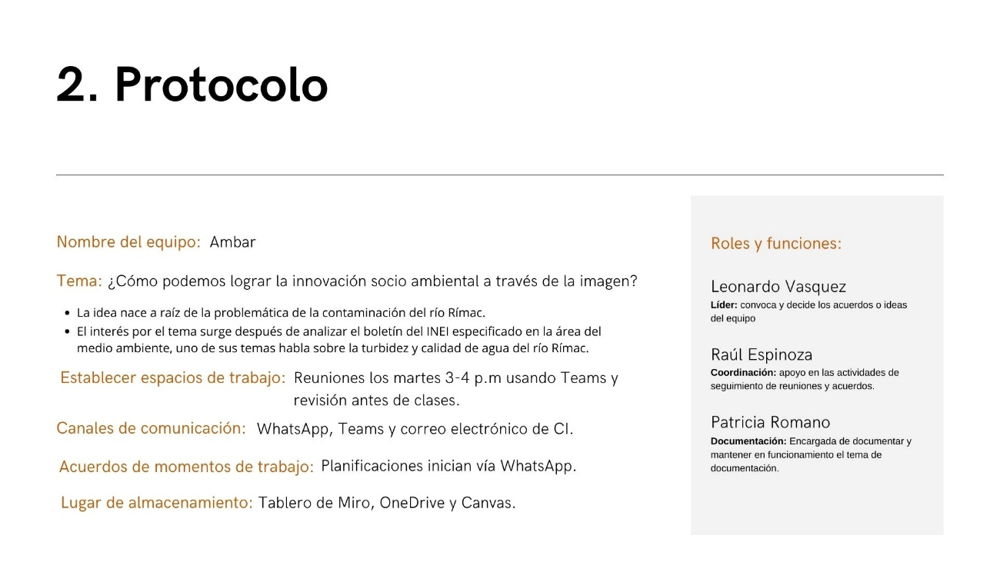 2. Protocolo
Nombre del equipo: Ambar
Tema: ¿Cómo podemos lograr la innovación socio ambiental a través de la imagen?
• La idea nace a raíz de la problemática de la contaminación del río Rímac.
• El interés por el tema surge después de analizar el boletín del INEI especificado en la área del
medio ambiente, uno de sus temas habla sobre la turbidez y calidad de agua del río Rímac.
Establecer espacios de trabajo: Reuniones los martes 3-4 p.m usando Teams y
revisión antes de clases.
Canales de comunicación: WhatsApp, Teams y correo electrónico de CI.
Acuerdos de momentos de trabajo: Planificaciones inician vía WhatsApp.
Lugar de almacenamiento: Tablero de Miro, OneDrive y Canvas.
Roles y funciones:
Leonardo Vasquez
Líder: convoca y decide los acuerdos o ideas
del equipo
Raúl Espinoza
Coordinación: apoyo en las actividades de
seguimiento de reuniones y acuerdos.
Patricia Romano
Documentación: Encargada de documentar y
mantener en funcionamiento el tema de
documentación.